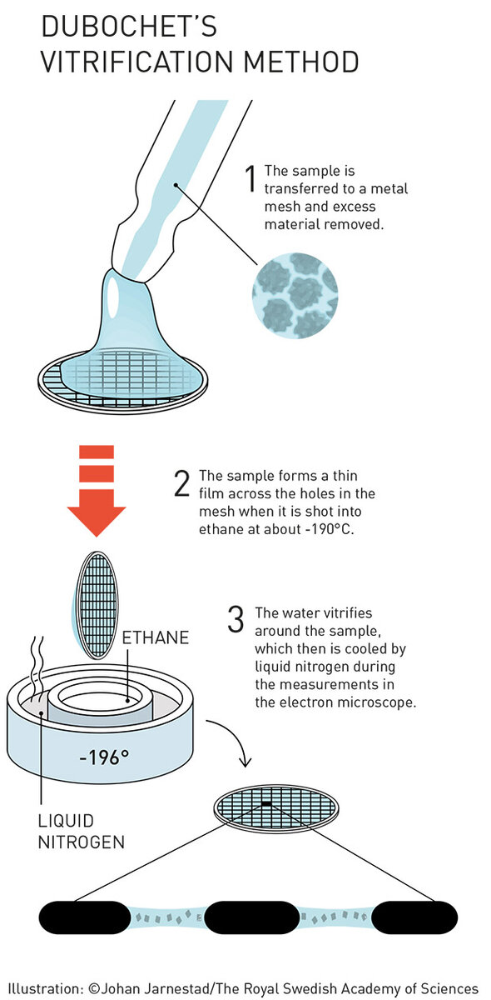 DUBOCHET'S
VITRIFICATION METHOD
1 The sample is
transferred to a metal
mesh and excess
material removed.
2 The sample forms a thin
film across the holes in the
mesh when it is shot into
ethane at about -190°C.
3 The water vitrifies
around the sample,
which then is cooled by
liquid nitrogen during
the measurements in
the electron microscope.
ETHANE
-196°
LIQUID
NITROGEN
Illustration: ©Johan Jarnestad/The Royal Swedish Academy of Sciences